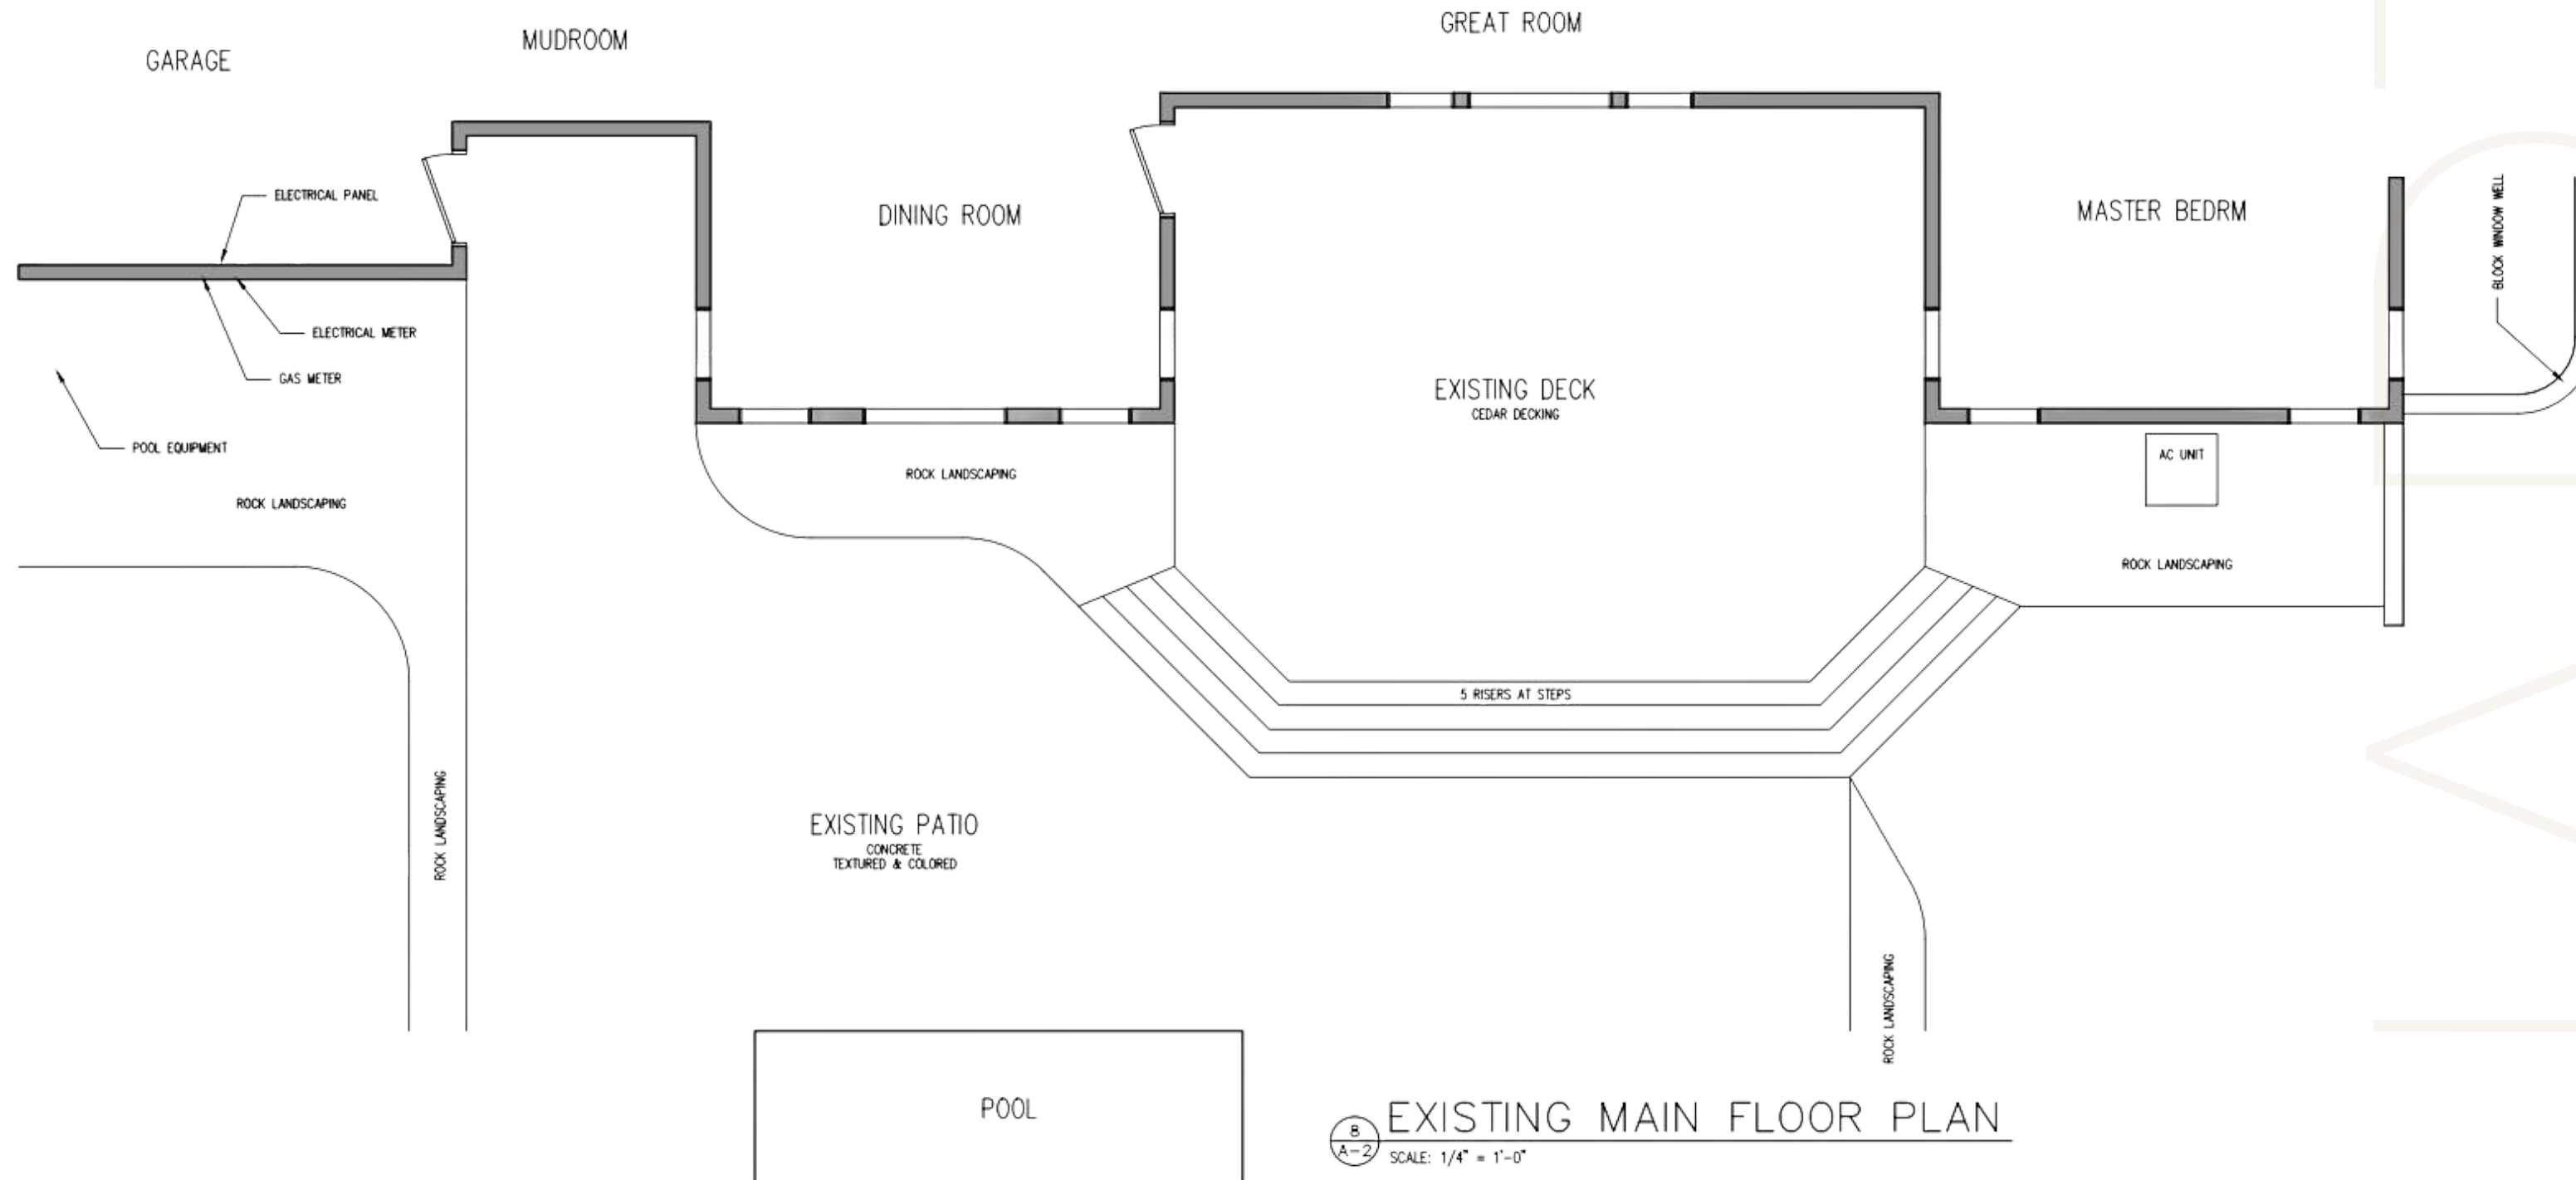 GREAT ROOM
MUDROOM
GARAGE
ELECTRICAL PANEL
DINING ROOM
MASTER BEDRM
BLOCK WINDOW WELL
ELECTRICAL METER
GAS METER
EXISTING DECK
CEDAR DECKING
POOL EQUIPMENT
ROCK LANDSCAPING
AC UNIT
ROCK LANDSCAPING
ROCK LANDSCAPING
5 RISERS AT STEPS
ROCK LANDSCAPING
EXISTING PATIO
CONCRETE
TEXTURED & COLORED
ROCK LANDSCAPING
POOL
8
A-2
EXISTING MAIN FLOOR PLAN
SCALE: 1/4" = 1'-0"